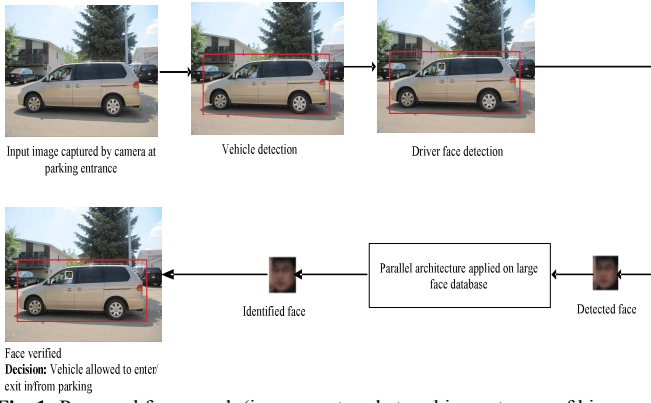 Input image captured by camera at
parking entrance
Vehicle detection
Driver face detection
Parallel architecture applied on large
face database
Detected face
Identified face
Face verified
Decision: Vehicle allowed to enter/
exit in/from parking